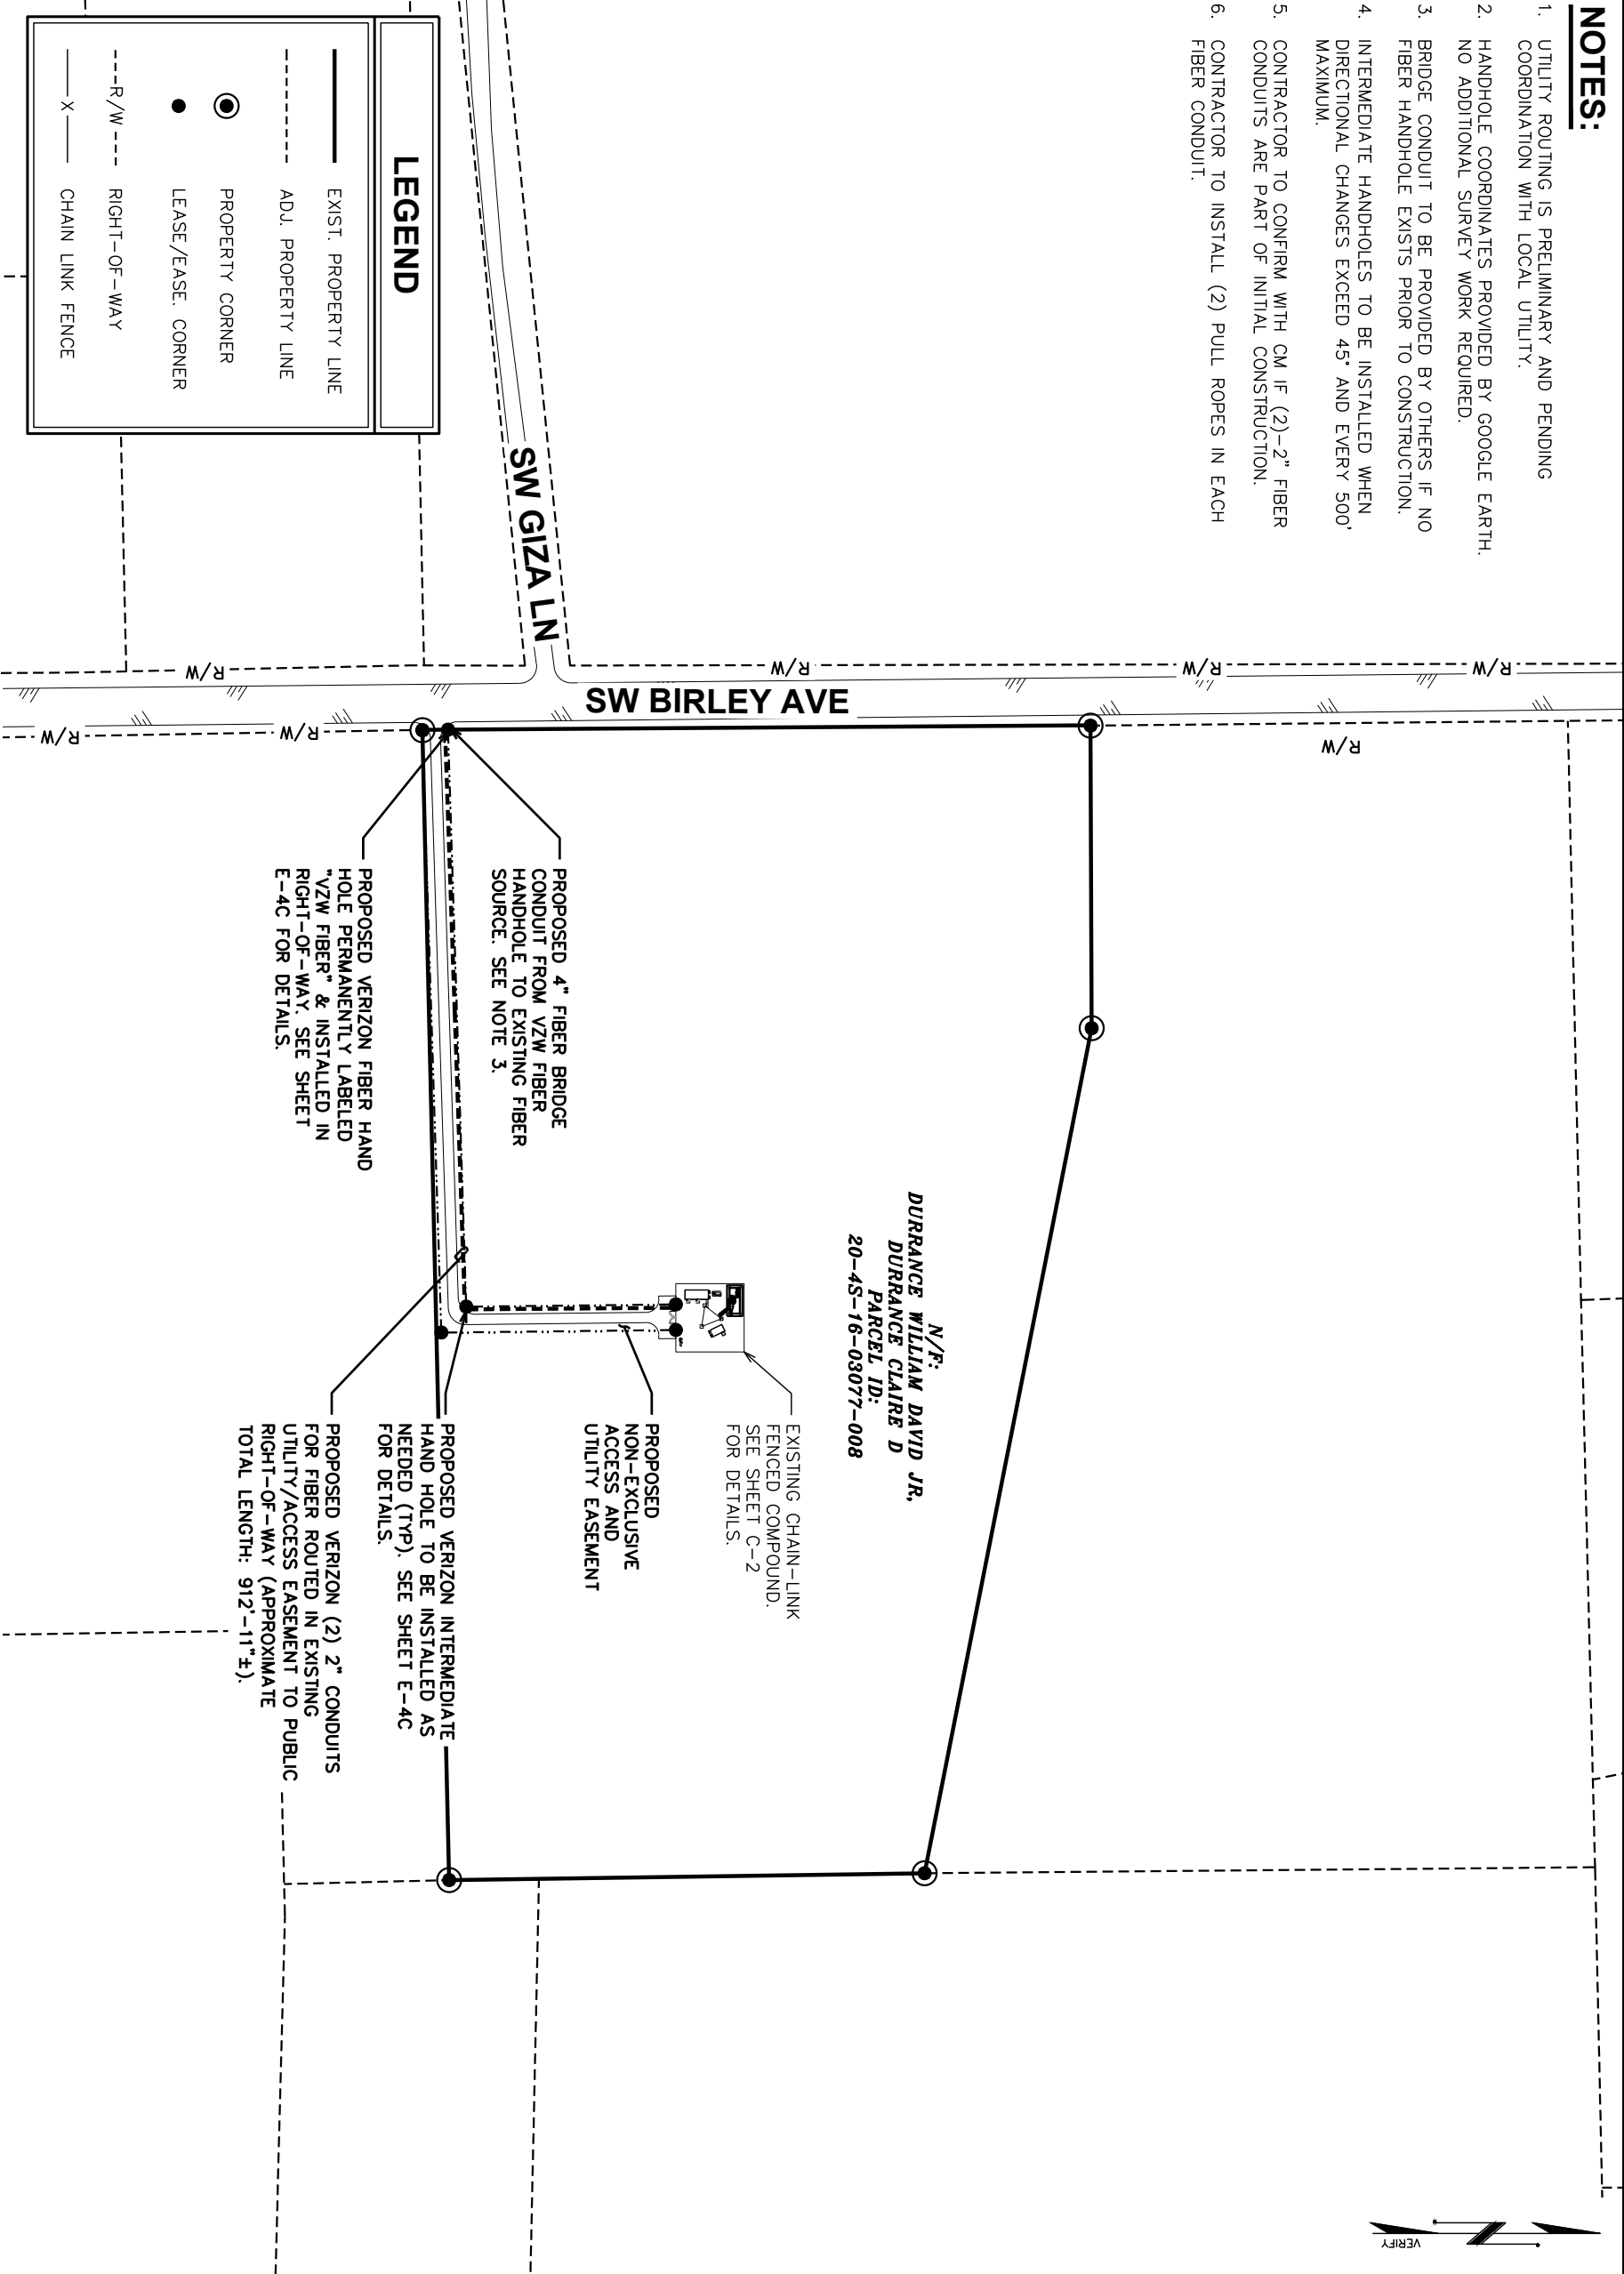 NOTES:
1. UTILITY ROUTING IS PRELIMINARY AND PENDING
COORDINATION WITH LOCAL UTILITY.
2. HANDHOLE COORDINATES PROVIDED BY GOOGLE EARTH.
NO ADDITIONAL SURVEY WORK REQUIRED.
3. BRIDGE CONDUIT TO BE PROVIDED BY OTHERS IF NO
FIBER HANDHOLE EXISTS PRIOR TO CONSTRUCTION.
4. INTERMEDIATE HANDHOLES TO BE INSTALLED WHEN
DIRECTIONAL CHANGES EXCEED 45° AND EVERY 500'
MAXIMUM.
5. CONTRACTOR TO CONFIRM WITH CM IF (2)-2" FIBER
CONDUITS ARE PART OF INITIAL CONSTRUCTION.
6. CONTRACTOR TO INSTALL (2) PULL ROPES IN EACH
FIBER CONDUIT.
R/W
R/W
R/W
R/W
R/W
R/W
R/W
R/W
SW BIRLEY AVE
SW GIZA LN
N/F:
DURRANCE WILLIAM DAVID JR,
DURRANCE CLAIRE D
PARCEL ID:
20-4S-16-03077-008
EXISTING CHAIN-LINK
FENCED COMPOUND.
SEE SHEET C-2
FOR DETAILS.
PROPOSED
NON-EXCLUSIVE
ACCESS AND
UTILITY EASEMENT
PROPOSED 4" FIBER BRIDGE
CONDUIT FROM VZW FIBER
HANDHOLE TO EXISTING FIBER
SOURCE. SEE NOTE 3.
PROPOSED VERIZON FIBER HAND
HOLE PERMANENTLY LABELED
"VZW FIBER" & INSTALLED IN
RIGHT-OF-WAY. SEE SHEET
E-4C FOR DETAILS.
PROPOSED VERIZON INTERMEDIATE
HAND HOLE TO BE INSTALLED AS
NEEDED (TYP). SEE SHEET E-4C
FOR DETAILS.
PROPOSED VERIZON (2) 2" CONDUITS
FOR FIBER ROUTED IN EXISTING
UTILITY/ACCESS EASEMENT TO PUBLIC
RIGHT-OF-WAY (APPROXIMATE
TOTAL LENGTH: 912'-11"±).
LEGEND
EXIST. PROPERTY LINE
ADJ. PROPERTY LINE
PROPERTY CORNER
LEASE/EASE. CORNER
R/W RIGHT-OF-WAY
X CHAIN LINK FENCE
VERIFY